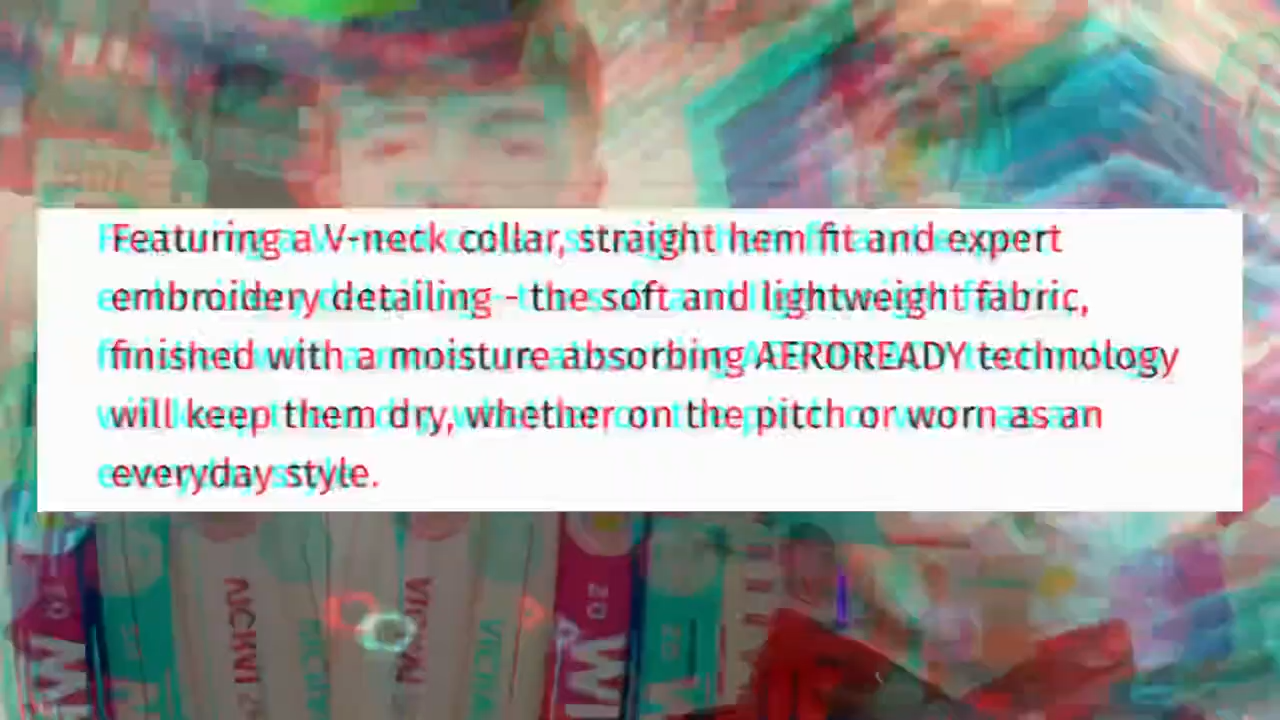 Featuring a V-neck collar, straight hem fit and expert
embroidery detailing - the soft and lightweight fabric,
finished with a moisture absorbing AEROREADY technology
will keep them dry, whether on the pitch or worn as an
everyday style.